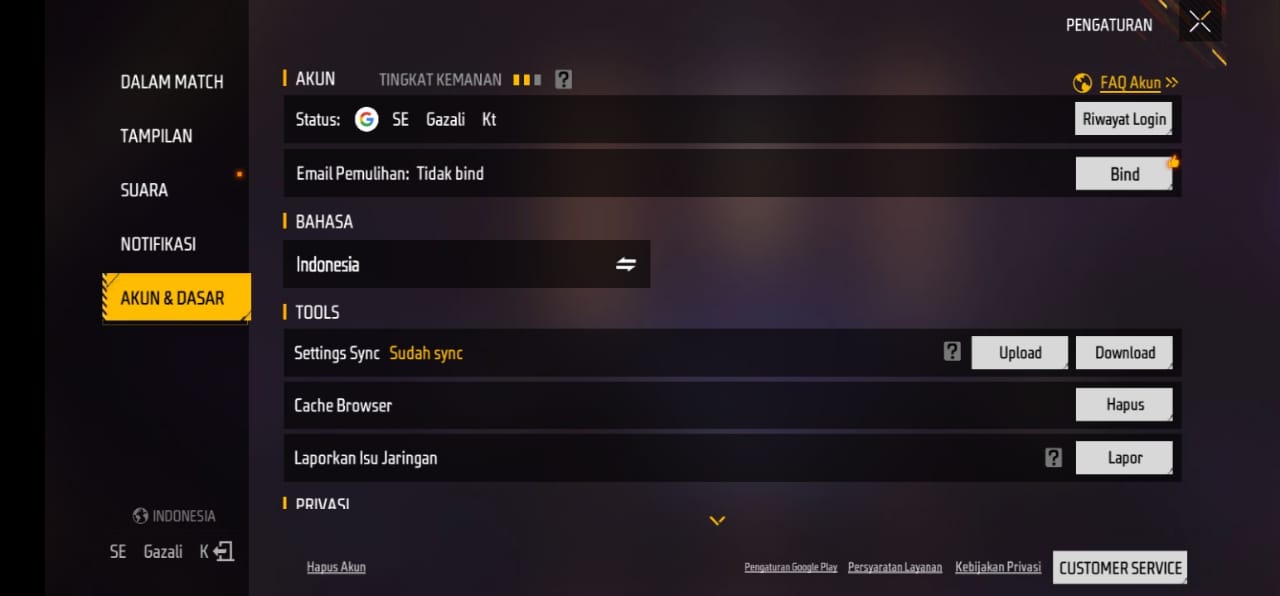 PENGATURAN
DALAM MATCH
TAMPILAN
SUARA
NOTIFIKASI
AKUN & DASAR
INDONESIA
SE Gazali K
AKUN TINGKAT KEMANAN ?
FAQ Akun >>
Status: G SE Gazali Kt
Riwayat Login
Email Pemulihan: Tidak bind
Bind
BAHASA
Indonesia
TOOLS
Settings Sync Sudah sync
? Upload Download
Cache Browser
Hapus
Laporkan Isu Jaringan
? Lapor
PRIVASI
Hapus Akun
Pengaturan Google Play Persyaratan Layanan Kebijakan Privasi CUSTOMER SERVICE